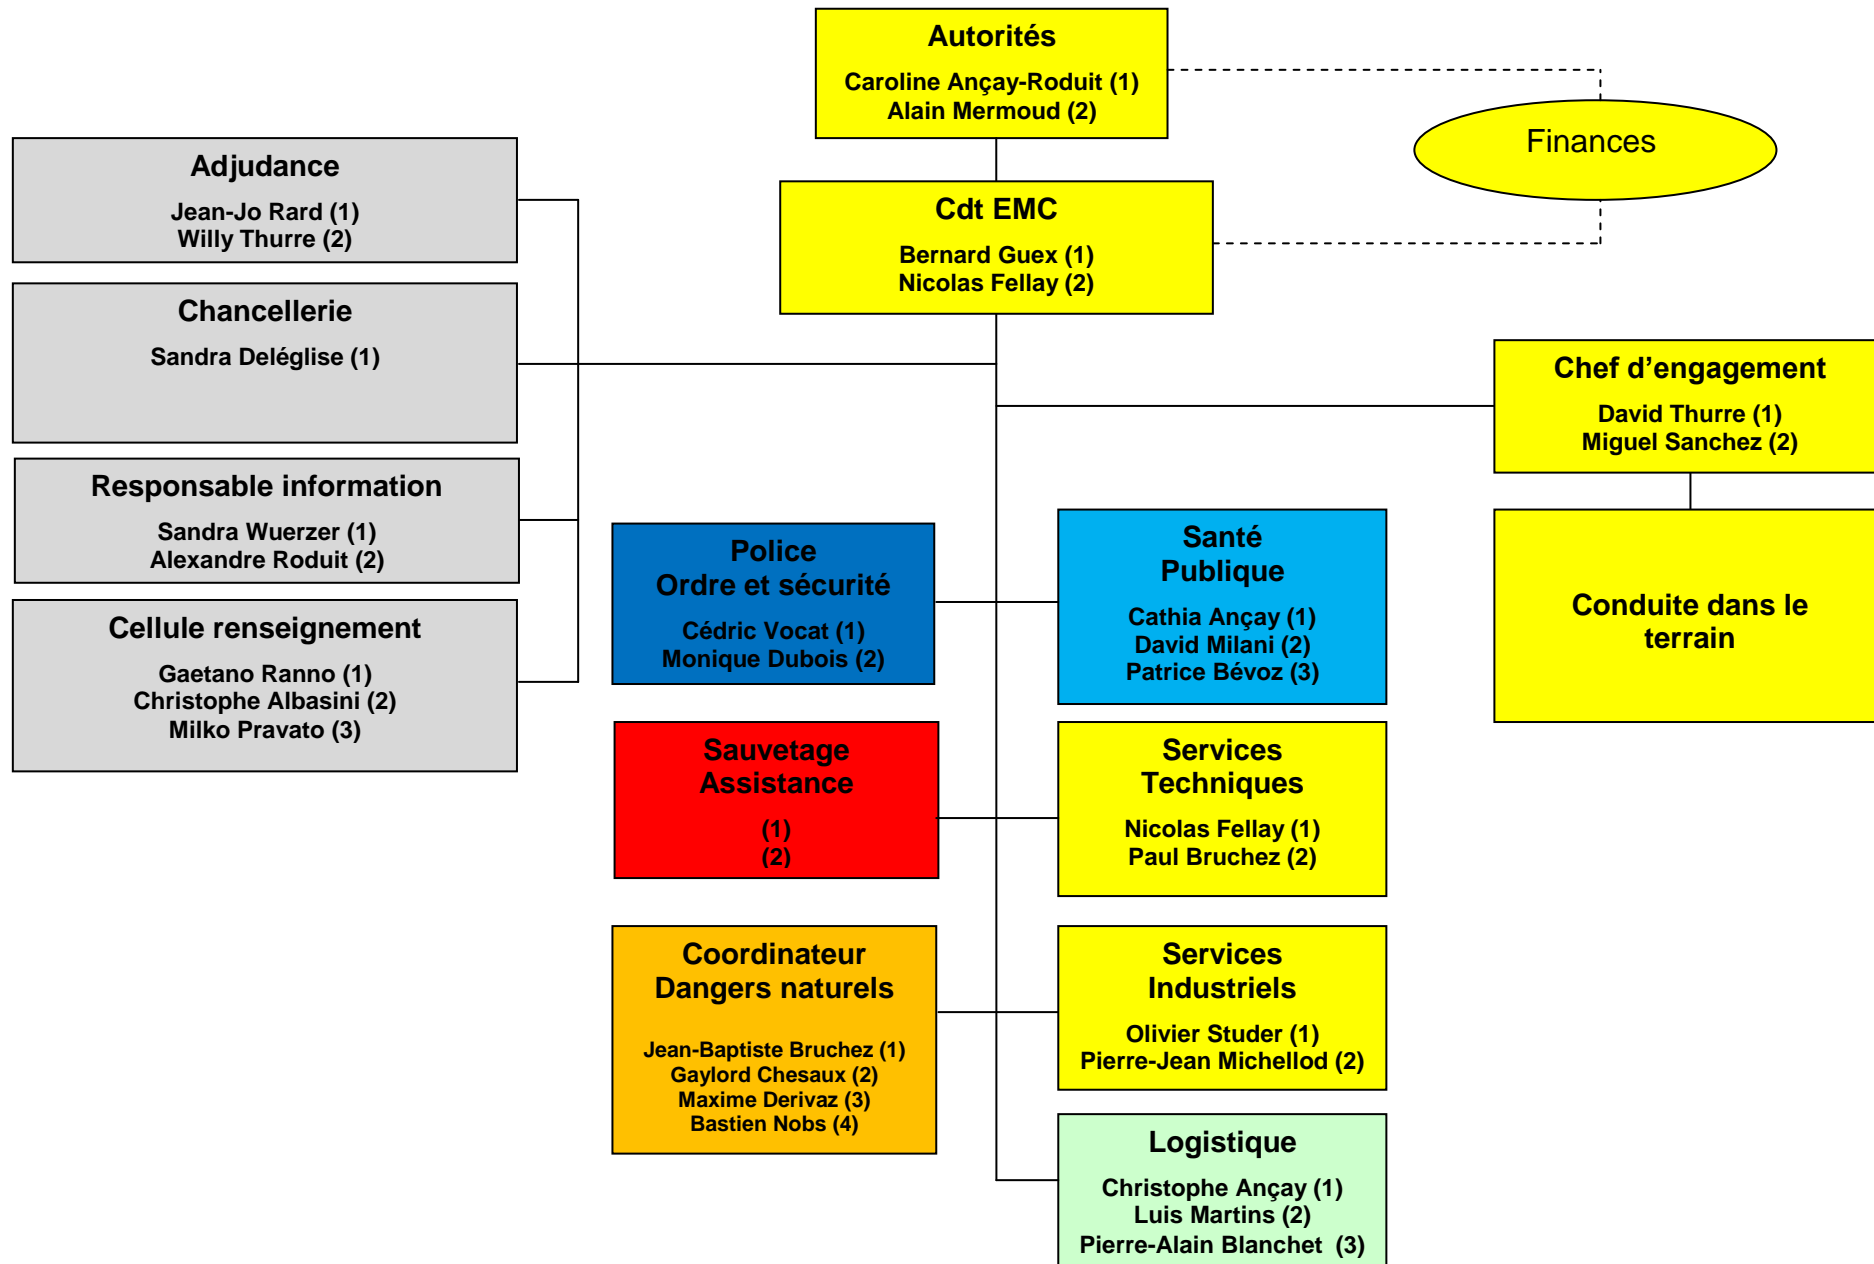 Autorités
Caroline Ançay-Roduit (1)
Alain Mermoud (2)
Finances
Cdt EMC
Bernard Guex (1)
Nicolas Fellay (2)
Adjudance
Jean-Jo Rard (1)
Willy Thurre (2)
Chancellerie
Sandra Deléglise (1)
Responsable information
Sandra Wuerzer (1)
Alexandre Roduit (2)
Cellule renseignement
Gaetano Ranno (1)
Christophe Albasini (2)
Milko Pravato (3)
Chef d’engagement
David Thurre (1)
Miguel Sanchez (2)
Conduite dans le
terrain
Police
Ordre et sécurité
Cédric Vocat (1)
Monique Dubois (2)
Santé
Publique
Cathia Ançay (1)
David Milani (2)
Patrice Bévoz (3)
Sauvetage
Assistance
(1)
(2)
Services
Techniques
Nicolas Fellay (1)
Paul Bruchez (2)
Coordinateur
Dangers naturels
Jean-Baptiste Bruchez (1)
Gaylord Chesaux (2)
Maxime Derivaz (3)
Bastien Nobs (4)
Services
Industriels
Olivier Studer (1)
Pierre-Jean Michellod (2)
Logistique
Christophe Ançay (1)
Luis Martins (2)
Pierre-Alain Blanchet (3)